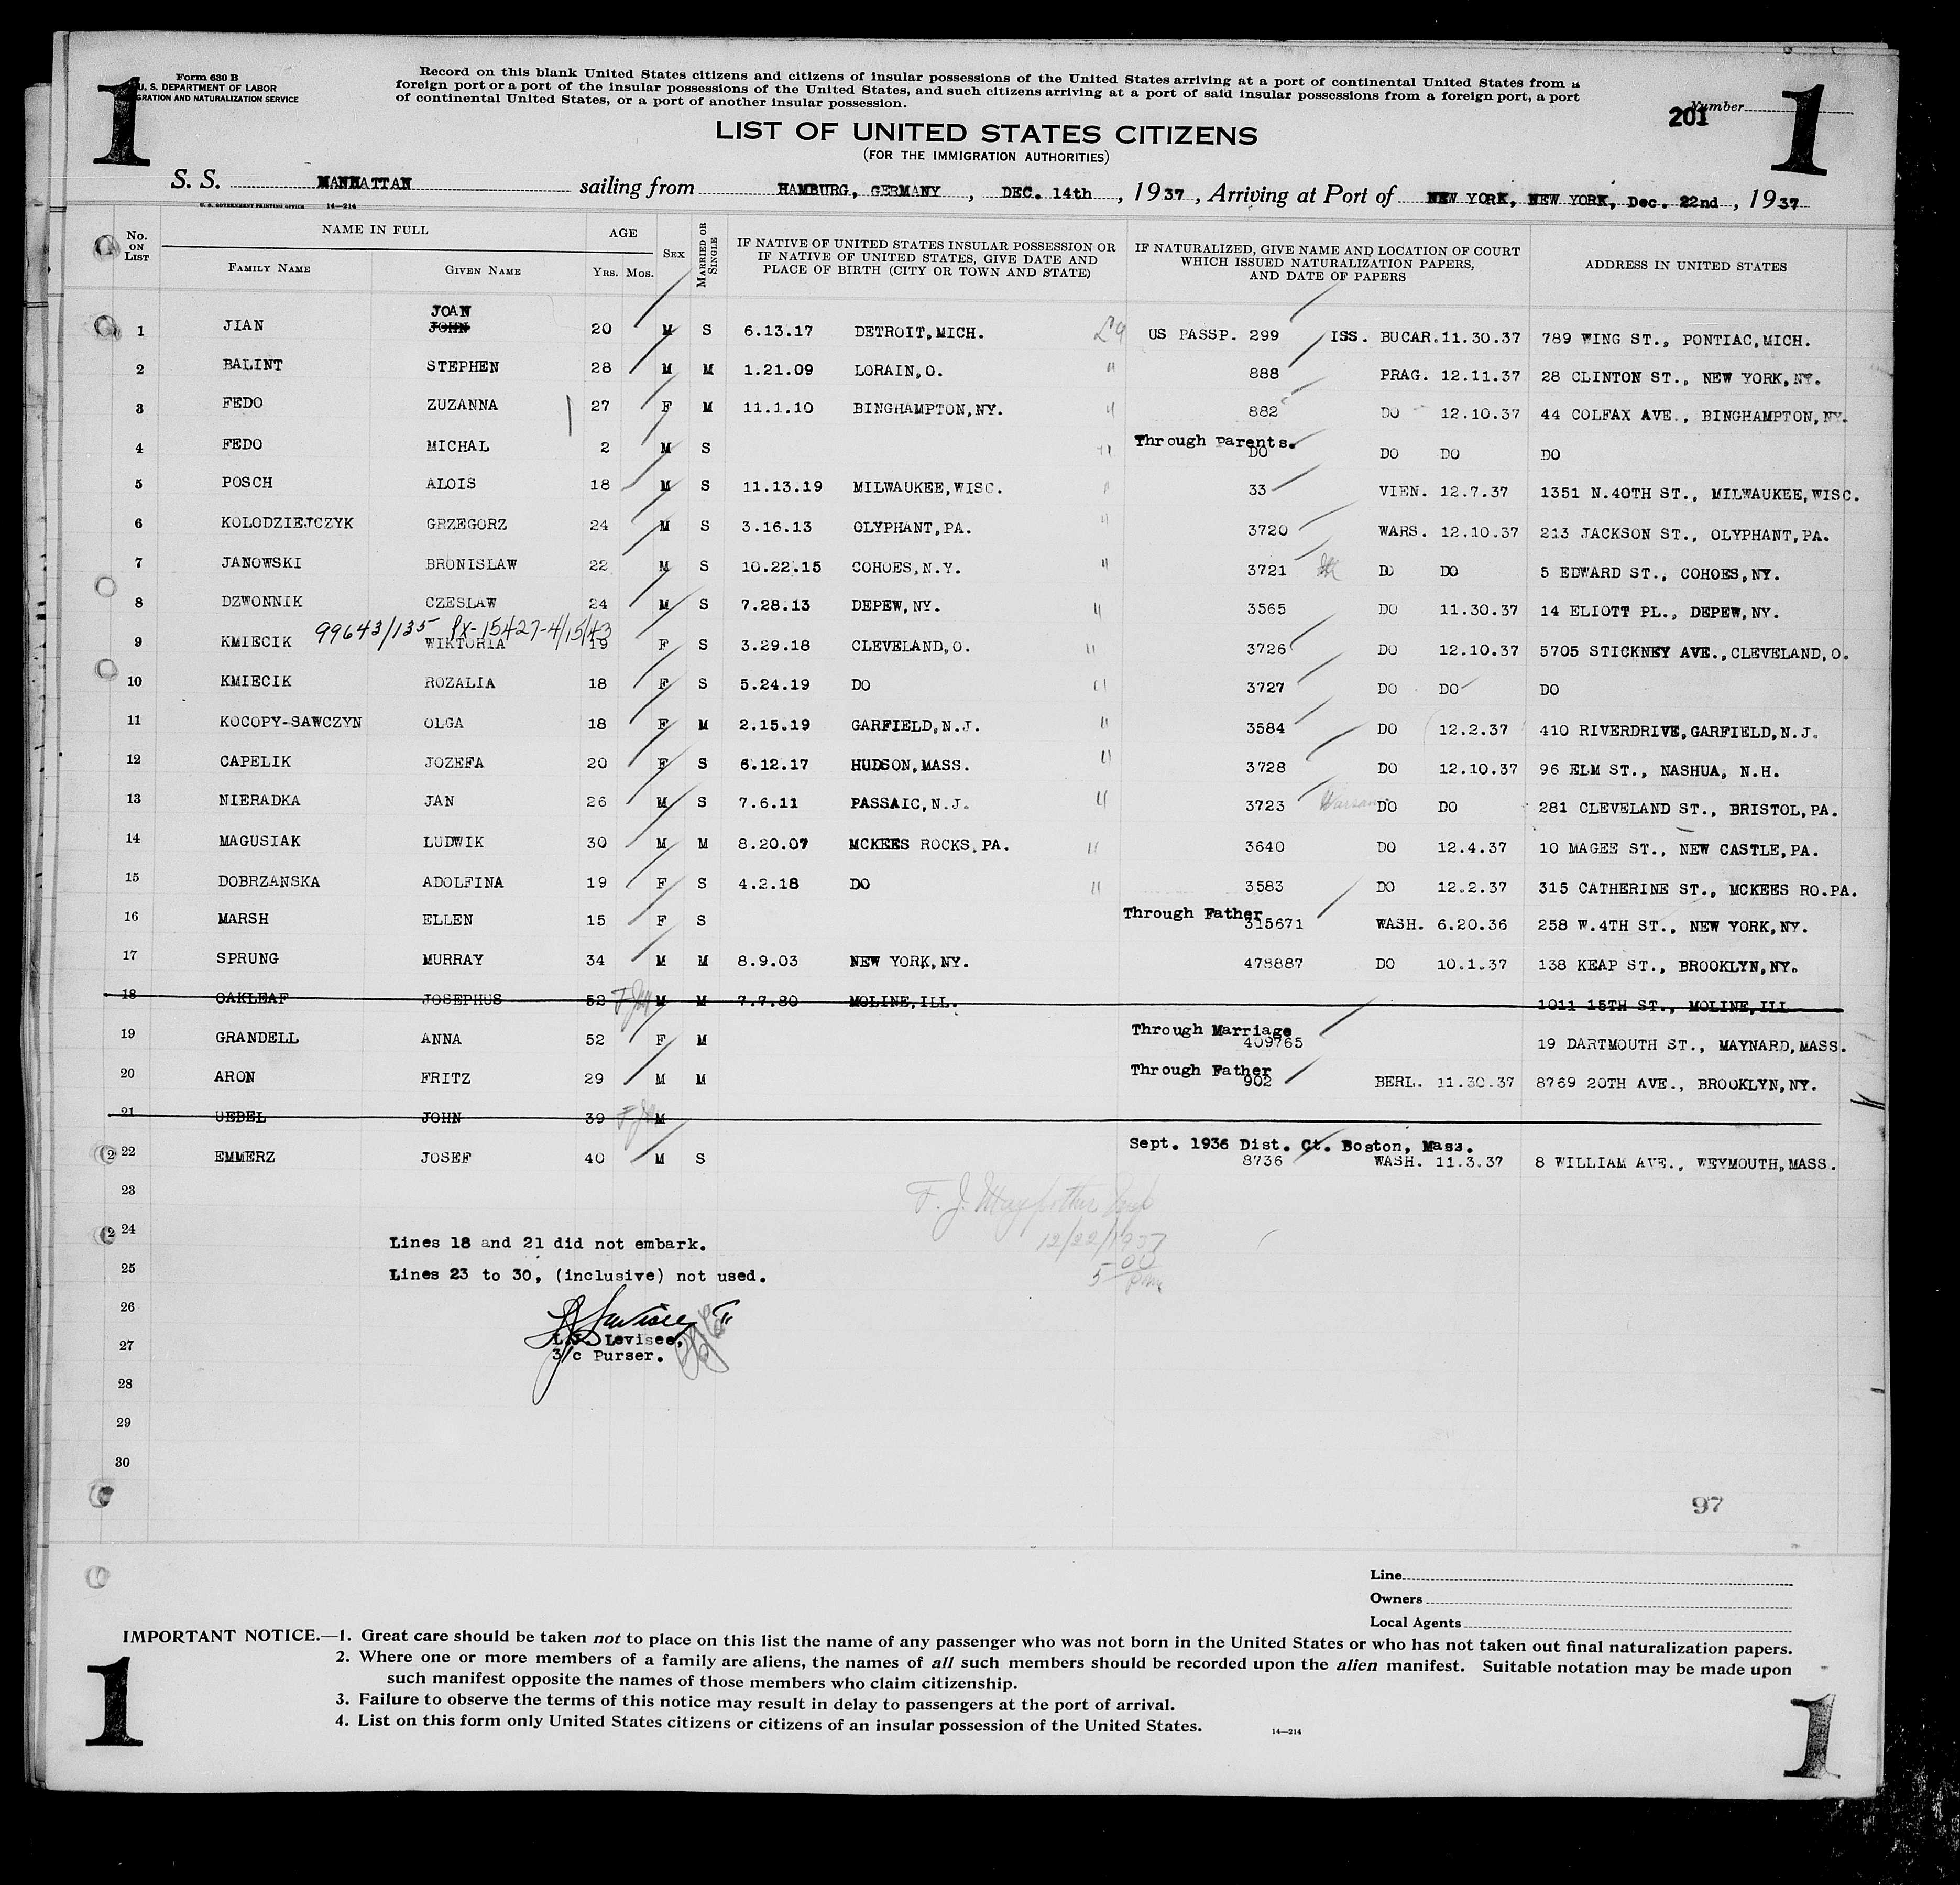 1
Form 630 B
U. S. DEPARTMENT OF LABOR
GRATION AND NATURALIZATION SERVICE
Record on this blank United States citizens and citizens of insular possessions of the United States arriving at a port of continental United States from a
foreign port or a port of the insular possessions of the United States, and such citizens arriving at a port of said insular possessions from a foreign port, a port
of continental United States, or a port of another insular possession.
Number
201
1
LIST OF UNITED STATES CITIZENS
(FOR THE IMMIGRATION AUTHORITIES)
S. S. MANHATTAN sailing from HAMBURG, GERMANY, DEC. 14th, 1937, Arriving at Port of NEW YORK, NEW YORK, Dec. 22nd, 1937
U. S. GOVERNMENT PRINTING OFFICE 14—214
No. ON LIST
NAME IN FULL
FAMILY NAME GIVEN NAME
AGE
YRS. MOS.
SEX
MARRIED OR SINGLE
IF NATIVE OF UNITED STATES INSULAR POSSESSION OR
IF NATIVE OF UNITED STATES, GIVE DATE AND
PLACE OF BIRTH (CITY OR TOWN AND STATE)
IF NATURALIZED, GIVE NAME AND LOCATION OF COURT
WHICH ISSUED NATURALIZATION PAPERS,
AND DATE OF PAPERS
ADDRESS IN UNITED STATES
JOAN
1 JIAN JOHN 20 M S 6.13.17 DETROIT,MICH. US PASSP. 299 ISS. BUCAR.11.30.37 789 WING ST., PONTIAC,MICH.
2 BALINT STEPHEN 28 M M 1.21.09 LORAIN,O. " 888 PRAG. 12.11.37 28 CLINTON ST., NEW YORK,NY.
3 FEDO ZUZANNA 27 F M 11.1.10 BINGHAMPTON,NY. " 882 DO 12.10.37 44 COLFAX AVE., BINGHAMPTON,NY.
Through Parents.
4 FEDO MICHAL 2 M S " DO DO DO DO
5 POSCH ALOIS 18 M S 11.13.19 MILWAUKEE,WISC. " 33 VIEN. 12.7.37 1351 N.40TH ST., MILWAUKEE,WISC.
6 KOLODZIEJCZYK GRZEGORZ 24 M S 3.16.13 OLYPHANT,PA. " 3720 WARS. 12.10.37 213 JACKSON ST., OLYPHANT,PA.
7 JANOWSKI BRONISLAW 22 M S 10.22.15 COHOES,N.Y. " 3721 DO DO 5 EDWARD ST., COHOES,NY.
8 DZWONNIK CZESLAW 24 M S 7.28.13 DEPEW,NY. " 3565 DO 11.30.37 14 ELIOTT PL., DEPEW,NY.
99643/135 PX-15427-4/15/43
9 KMIECIK WIKTORIA 19 F S 3.29.18 CLEVELAND,O. " 3726 DO 12.10.37 5705 STICKNEY AVE.,CLEVELAND,O.
10 KMIECIK ROZALIA 18 F S 5.24.19 DO " 3727 DO DO DO
11 KOCOPY-SAWCZYN OLGA 18 F M 2.15.19 GARFIELD,N.J. " 3584 DO 12.2.37 410 RIVERDRIVE,GARFIELD,N.J.
12 CAPELIK JOZEFA 20 F S 6.12.17 HUDSON,MASS. " 3728 DO 12.10.37 96 ELM ST., NASHUA, N.H.
13 NIERADKA JAN 26 M S 7.6.11 PASSAIC,N.J. " 3723 Warsaw DO DO 281 CLEVELAND ST., BRISTOL,PA.
14 MAGUSIAK LUDWIK 30 M M 8.20.07 MCKEES ROCKS,PA. " 3640 DO 12.4.37 10 MAGEE ST., NEW CASTLE,PA.
15 DOBRZANSKA ADOLFINA 19 F S 4.2.18 DO " 3583 DO 12.2.37 315 CATHERINE ST., MCKEES RO.PA.
Through Father
16 MARSH ELLEN 15 F S 315671 WASH. 6.20.36 258 W.4TH ST., NEW YORK,NY.
17 SPRUNG MURRAY 34 M M 8.9.03 NEW YORK,NY. 478887 DO 10.1.37 138 KEAP ST., BROOKLYN,NY.
18 OAKLEAF JOSEPHUS 52 M M 7.7.80 MOLINE,ILL. 1011 15TH ST., MOLINE,ILL
Through Marriage
19 GRANDELL ANNA 52 F M 409765 19 DARTMOUTH ST., MAYNARD,MASS.
Through Father
20 ARON FRITZ 29 M M 902 BERL. 11.30.37 8769 20TH AVE., BROOKLYN,NY.
21 UEBEL JOHN 39 M
Sept. 1936 Dist. Ct. Boston, Mass.
22 EMMERZ JOSEF 40 M S 8736 WASH. 11.3.37 8 WILLIAM AVE., WEYMOUTH,MASS.
23
24
12/22/1937
Lines 18 and 21 did not embark.
25
Lines 23 to 30, (inclusive) not used.
5 00 pm
26
27
L.J. Levisee,
3/c Purser.
28
29
30
97
Line
Owners
Local Agents
IMPORTANT NOTICE.—1. Great care should be taken not to place on this list the name of any passenger who was not born in the United States or who has not taken out final naturalization papers.
2. Where one or more members of a family are aliens, the names of all such members should be recorded upon the alien manifest. Suitable notation may be made upon
such manifest opposite the names of those members who claim citizenship.
3. Failure to observe the terms of this notice may result in delay to passengers at the port of arrival.
4. List on this form only United States citizens or citizens of an insular possession of the United States.
14—214
1
1